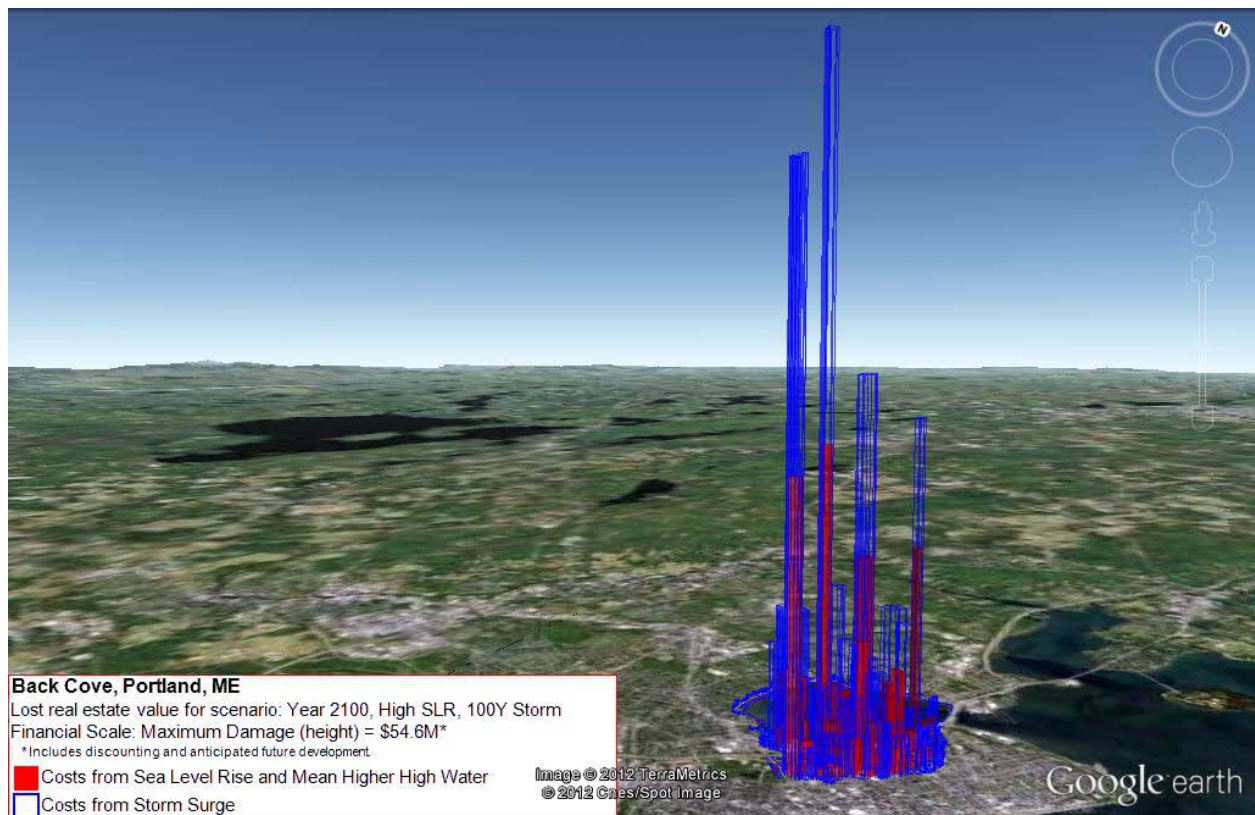 N
Back Cove, Portland, ME
Lost real estate value for scenario: Year 2100, High SLR, 100Y Storm
Financial Scale: Maximum Damage (height) = $54.6M*
*Includes discounting and anticipated future development.
Costs from Sea Level Rise and Mean Higher High Water
Costs from Storm Surge
Image © 2012 TerraMetrics
© 2012 Cnes/Spot Image
Google earth